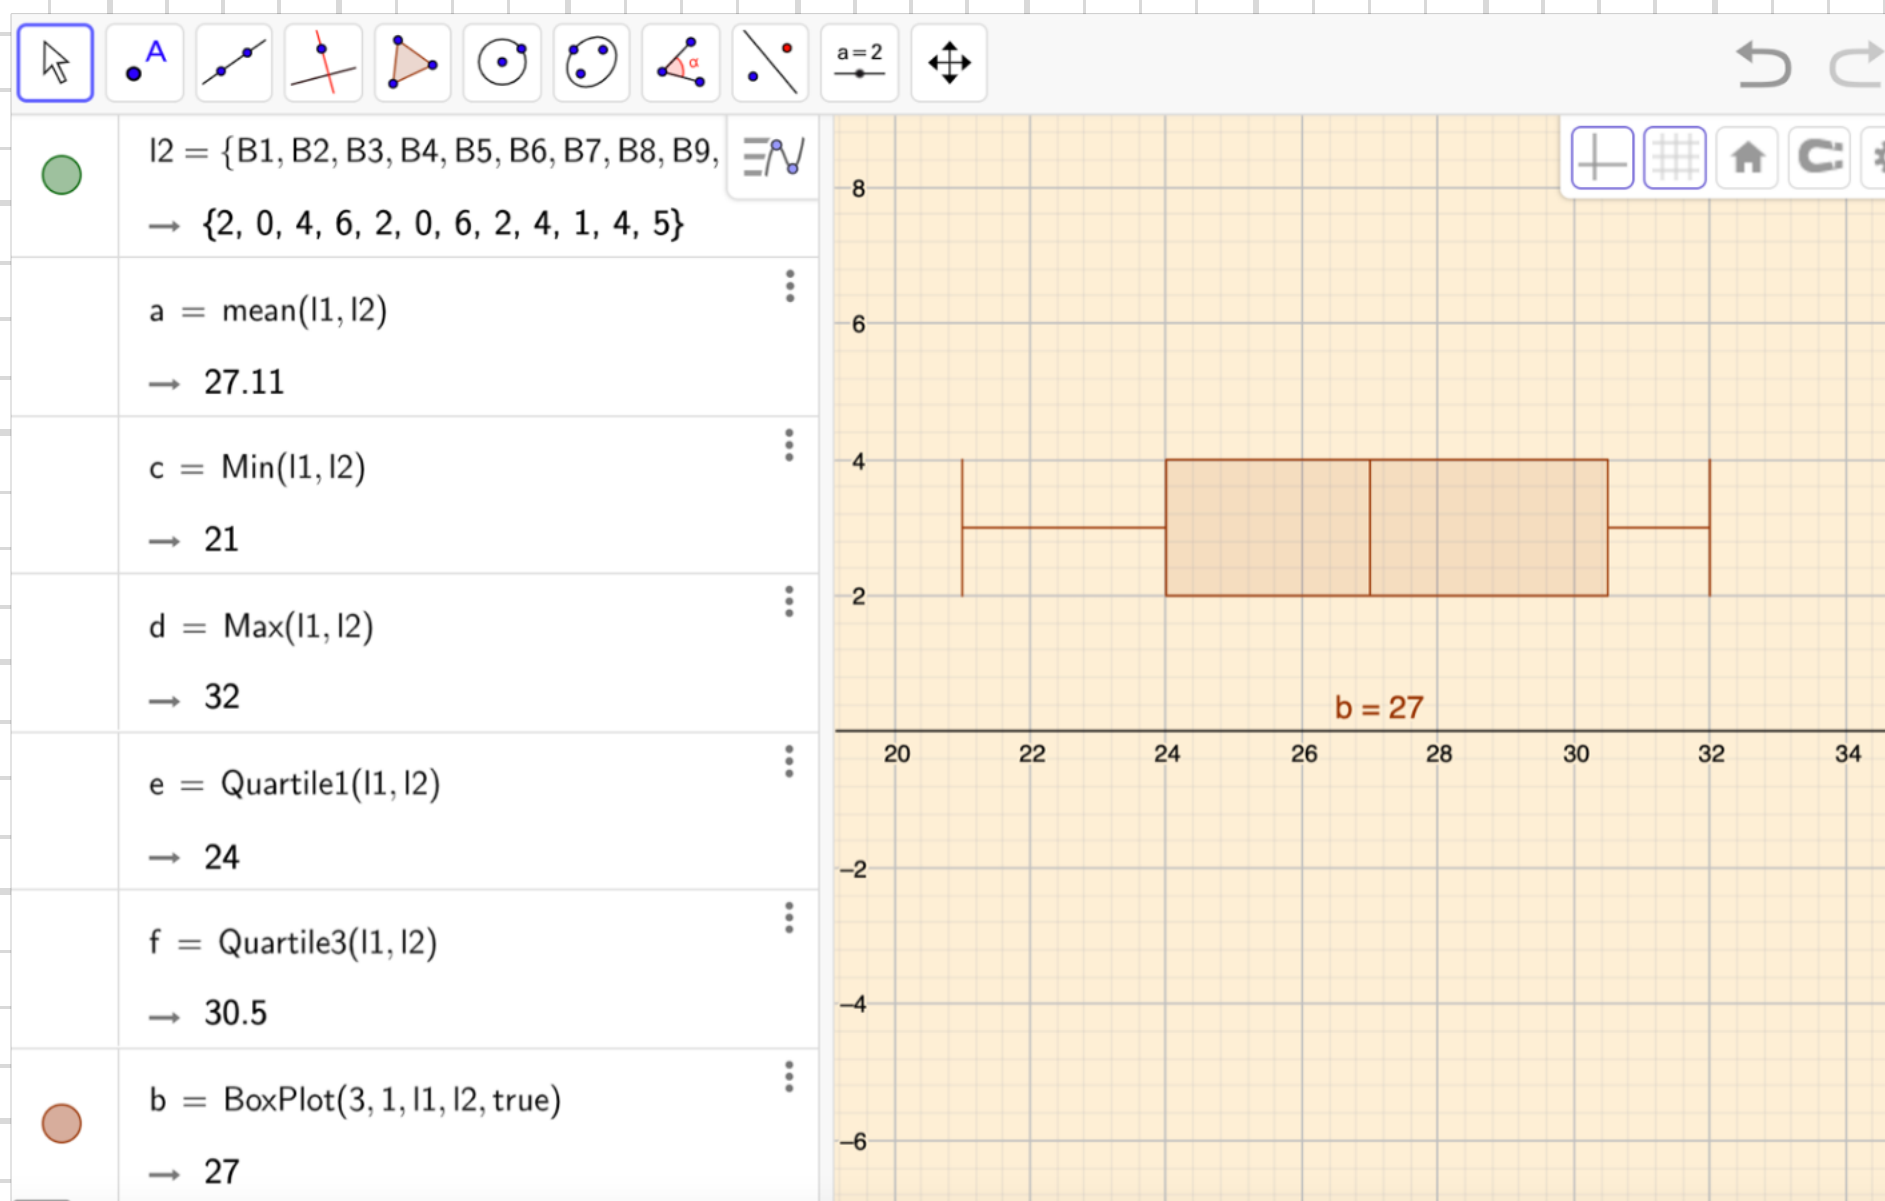 A
α
a = 2
l2 = {B1, B2, B3, B4, B5, B6, B7, B8, B9,
→ {2, 0, 4, 6, 2, 0, 6, 2, 4, 1, 4, 5}
a = mean(l1, l2)
→ 27.11
c = Min(l1, l2)
→ 21
d = Max(l1, l2)
→ 32
e = Quartile1(l1, l2)
→ 24
f = Quartile3(l1, l2)
→ 30.5
b = BoxPlot(3, 1, l1, l2, true)
→ 27
8
6
4
2
b = 27
20 22 24 26 28 30 32 34
–2
–4
–6